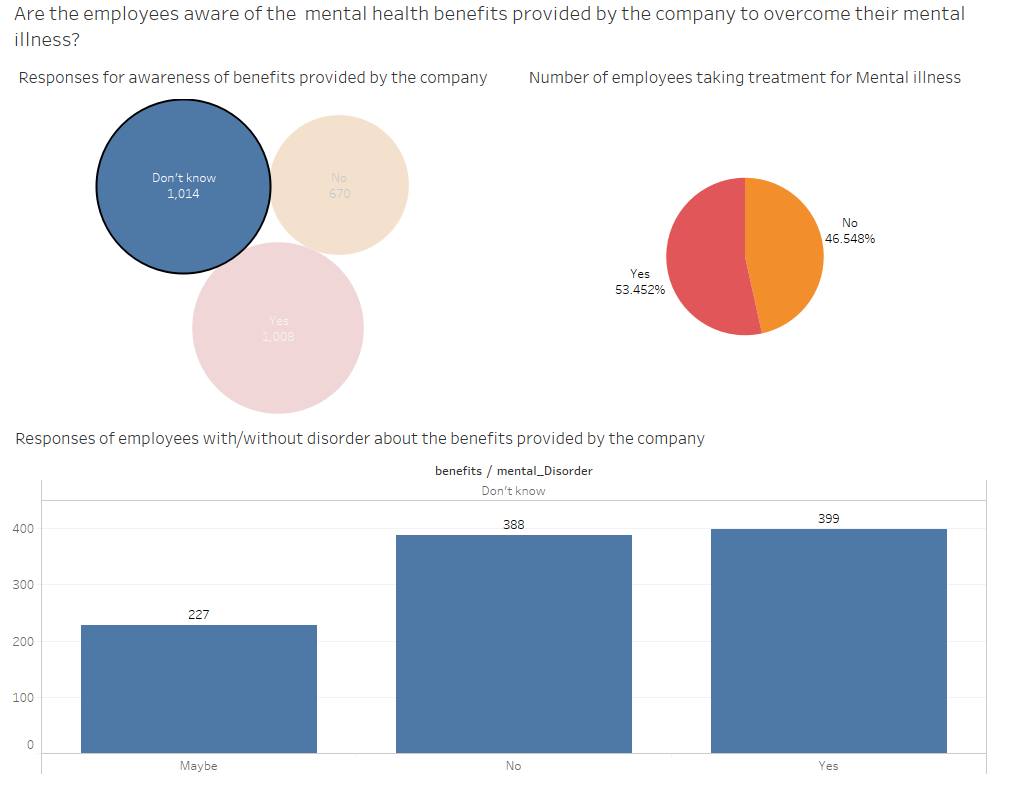 Are the employees aware of the  mental health benefits provided by the company to overcome their mental
illness?
Responses for awareness of benefits provided by the company
Number of employees taking treatment for Mental illness
Don't know
1,014
No
670
Yes
1,008
No
46.548%
Yes
53.452%
Responses of employees with/without disorder about the benefits provided by the company
benefits / mental_Disorder
Don't know
400
300
200
100
0
227
388
399
Maybe
No
Yes